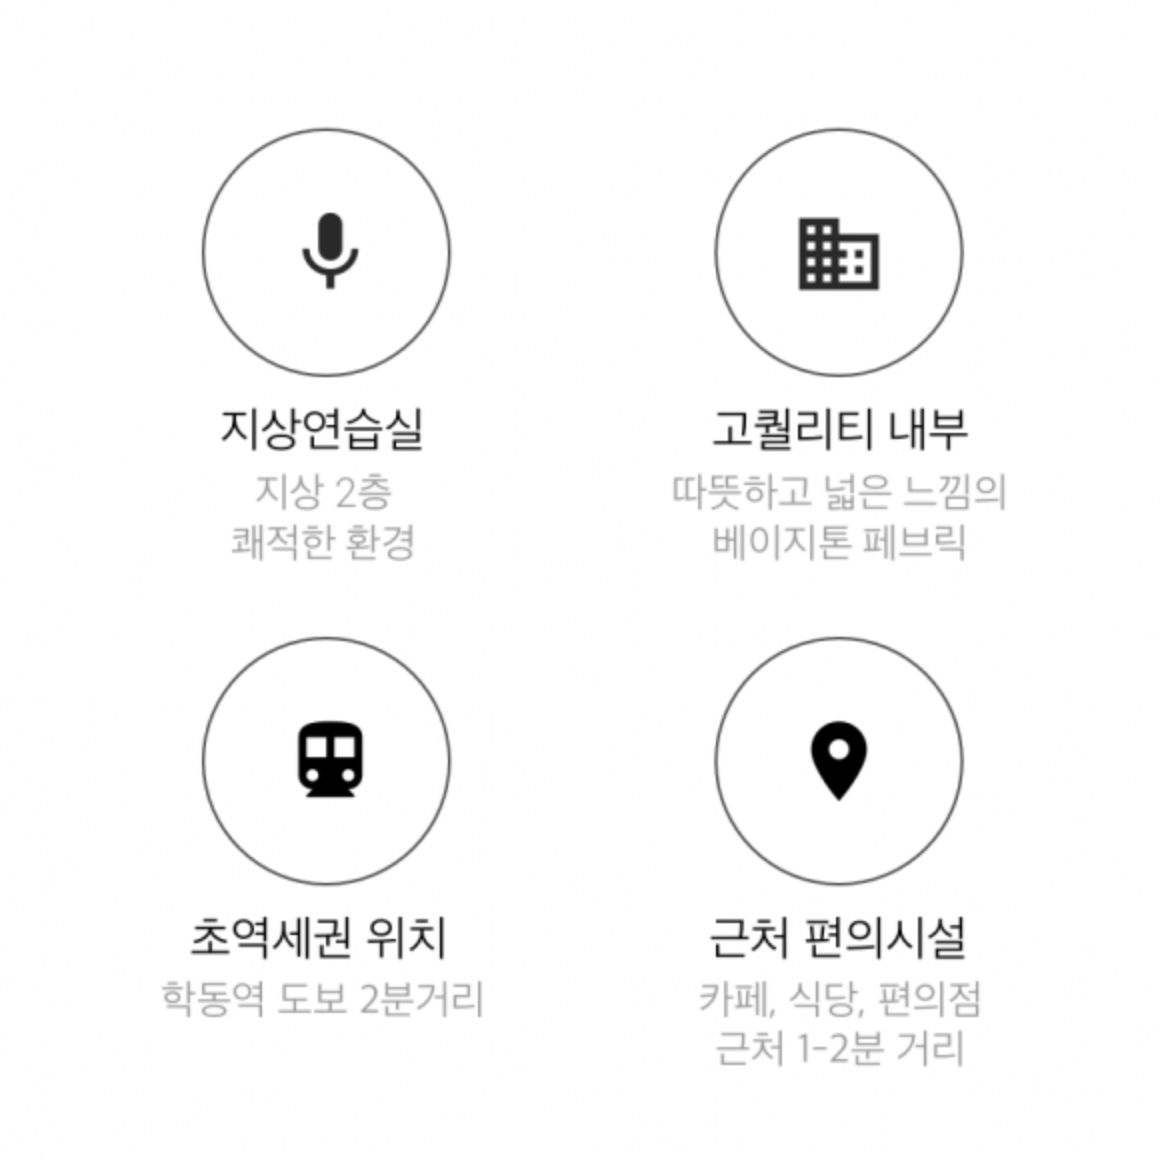 지상연습실
지상 2층
쾌적한 환경
고퀄리티 내부
따뜻하고 넓은 느낌의
베이지톤 페브릭
초역세권 위치
학동역 도보 2분거리
근처 편의시설
카페, 식당, 편의점
근처 1-2분 거리